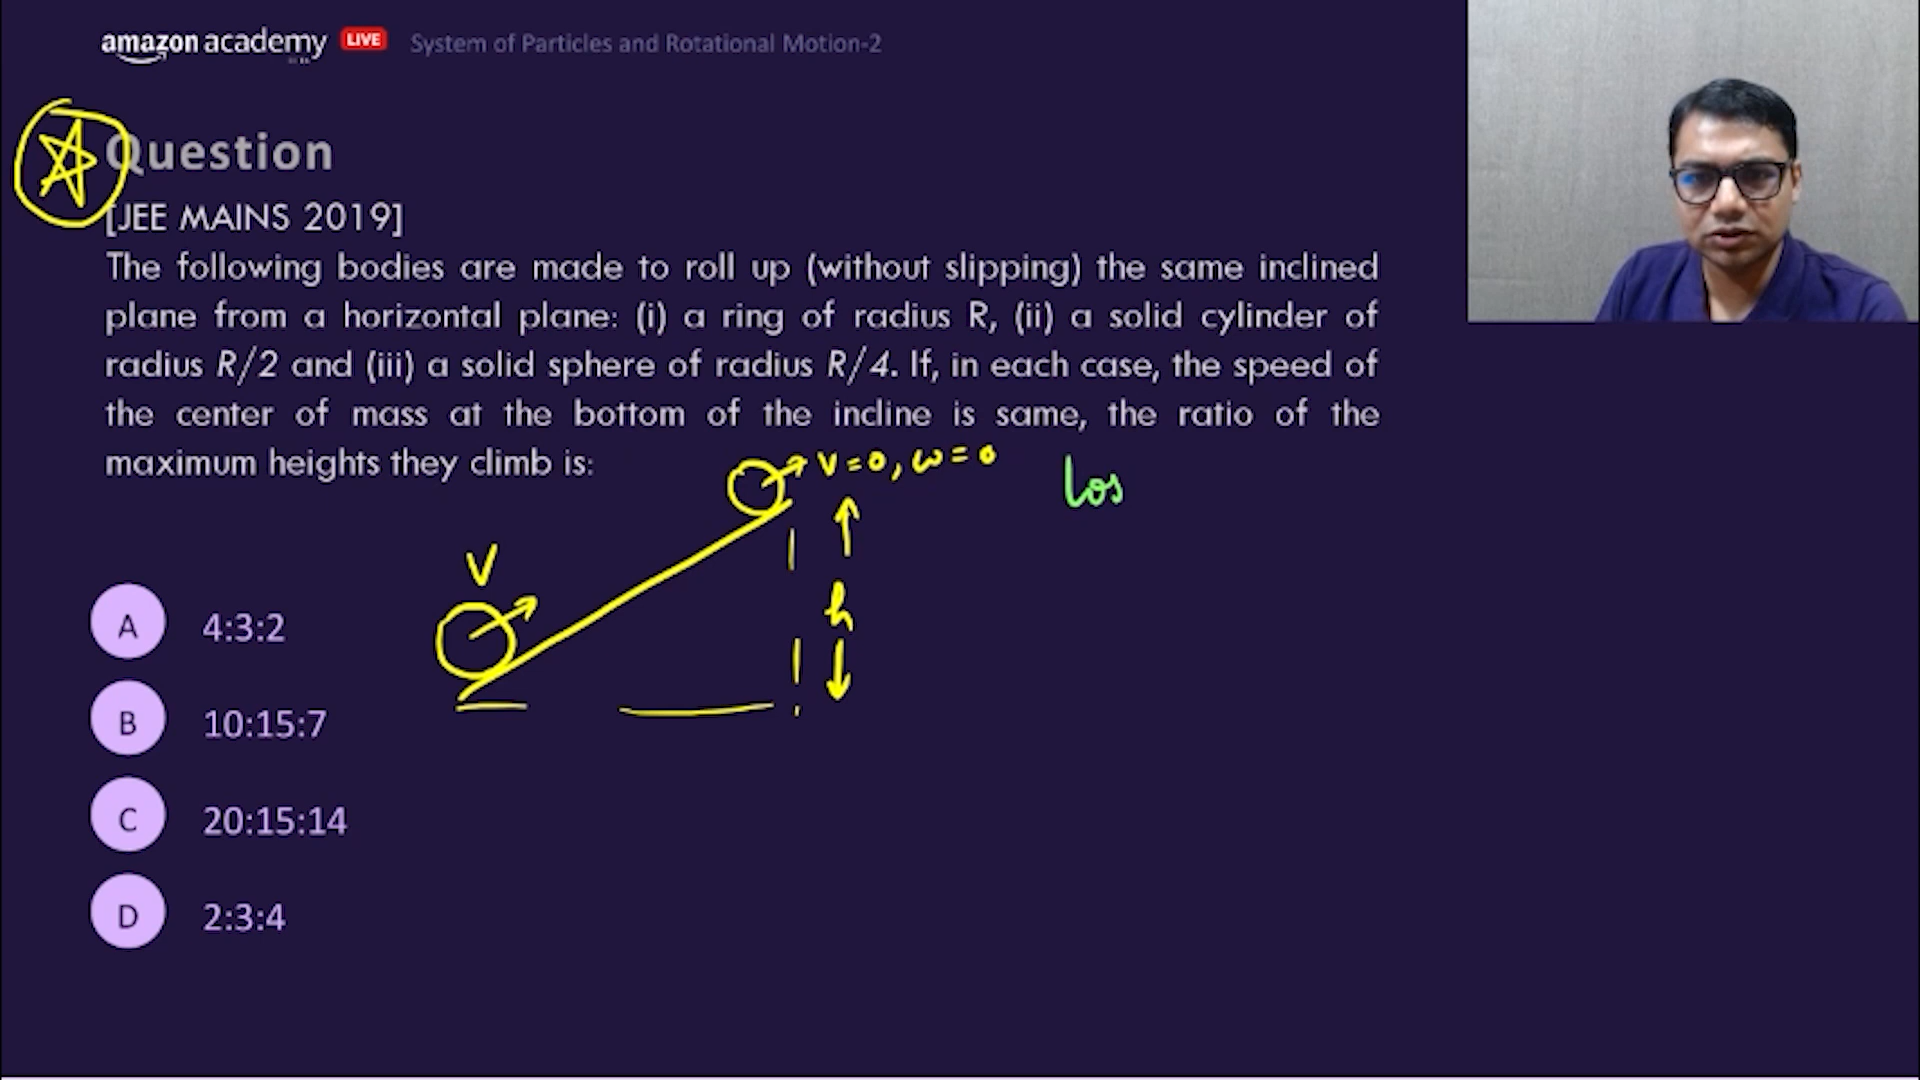 amazon academy LIVE System of Particles and Rotational Motion-2
Question
[JEE MAINS 2019]
The following bodies are made to roll up (without slipping) the same inclined
plane from a horizontal plane: (i) a ring of radius R, (ii) a solid cylinder of
radius R/2 and (iii) a solid sphere of radius R/4. If, in each case, the speed of
the center of mass at the bottom of the incline is same, the ratio of the
maximum heights they climb is:
v = 0, ω = 0
Los
V
h
A 4:3:2
B 10:15:7
C 20:15:14
D 2:3:4